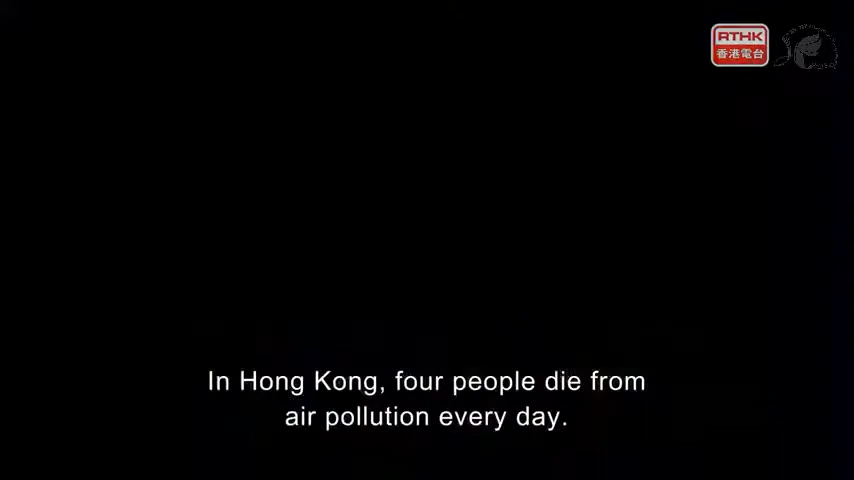 RTHK
香港電台
In Hong Kong, four people die from
air pollution every day.